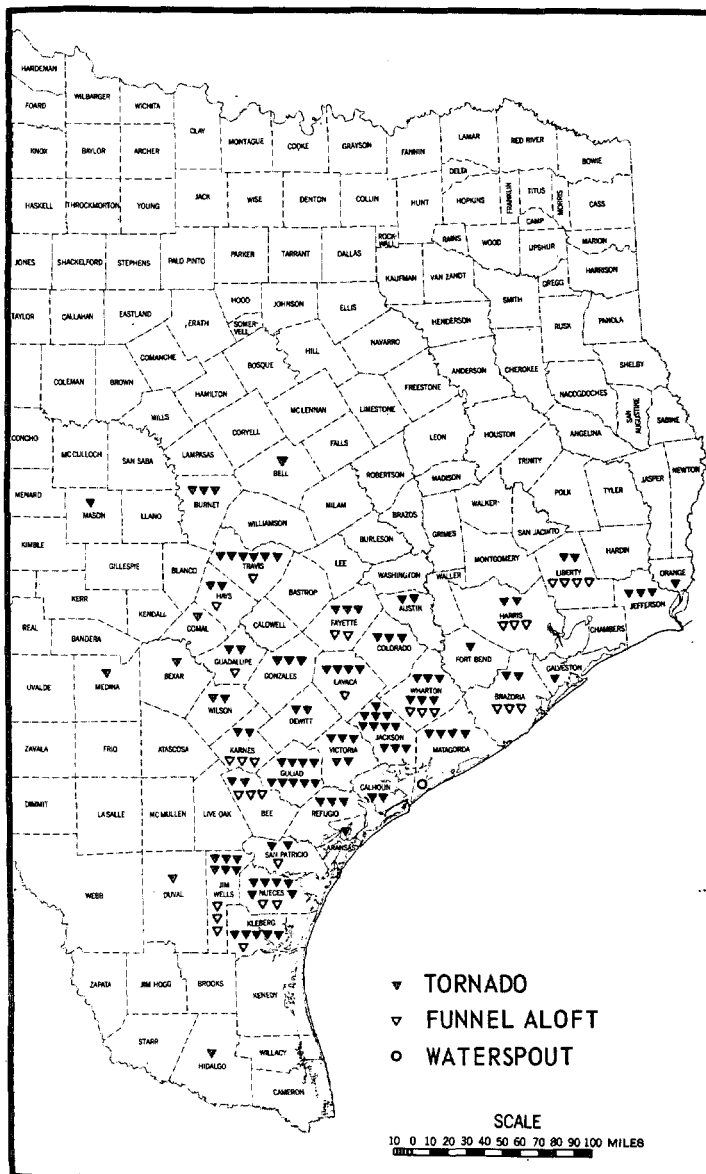 HARDEMAN
WILBARGER
WICHITA
FOARD
CLAY
MONTAGUE
COOKE
GRAYSON
FANNIN
LAMAR
RED RIVER
BOWIE
KNOX
BAYLOR
ARCHER
DELTA
HASKELL
THROCKMORTON
YOUNG
JACK
WISE
DENTON
COLLIN
HUNT
HOPKINS
FRANKLIN
TITUS
MORRIS
CASS
CAMP
ROCK-
WALL
RAINS
WOOD
UPSHUR
MARION
JONES
SHACKELFORD
STEPHENS
PALO PINTO
PARKER
TARRANT
DALLAS
KAUFMAN
VAN ZANDT
GREGG
HARRISON
TAYLOR
CALLAHAN
EASTLAND
ERATH
HOOD
SOMER-
VELL
JOHNSON
ELLIS
HENDERSON
SMITH
RUSK
PANOLA
COMANCHE
BOSQUE
HILL
NAVARRO
ANDERSON
CHEROKEE
SHELBY
COLEMAN
BROWN
MILLS
HAMILTON
MC LENNAN
LIMESTONE
FREESTONE
NACOGDOCHES
SAN
AUGUSTINE
SABINE
CONCHO
MC CULLOCH
SAN SABA
LAMPASAS
CORYELL
FALLS
LEON
HOUSTON
ANGELINA
TRINITY
BELL
ROBERTSON
MADISON
MENARD
MASON
LLANO
BURNET
WILLIAMSON
MILAM
BRAZOS
GRIMES
WALKER
SAN JACINTO
POLK
TYLER
JASPER
NEWTON
KIMBLE
GILLESPIE
BLANCO
TRAVIS
LEE
BURLESON
WASHINGTON
MONTGOMERY
LIBERTY
HARDIN
ORANGE
KERR
KENDALL
HAYS
BASTROP
AUSTIN
WALLER
HARRIS
JEFFERSON
CHAMBERS
REAL
BANDERA
COMAL
CALDWELL
FAYETTE
COLORADO
FORT BEND
GALVESTON
UVALDE
MEDINA
BEXAR
GUADALUPE
GONZALES
LAVACA
WHARTON
BRAZORIA
WILSON
DEWITT
JACKSON
MATAGORDA
ZAVALA
FRIO
ATASCOSA
KARNES
GULIAD
VICTORIA
CALHOUN
DIMMIT
LA SALLE
MC MULLEN
LIVE OAK
BEE
REFUGIO
SAN PATRICIO
ARANSAS
WEBB
DUVAL
JIM
WELLS
NUECES
KLEBERG
ZAPATA
JIM HOGG
BROOKS
KENEDY
STARR
HIDALGO
WILLACY
CAMERON
TORNADO
FUNNEL ALOFT
WATERSPOUT
SCALE
10 0 10 20 30 40 50 60 70 80 90 100 MILES